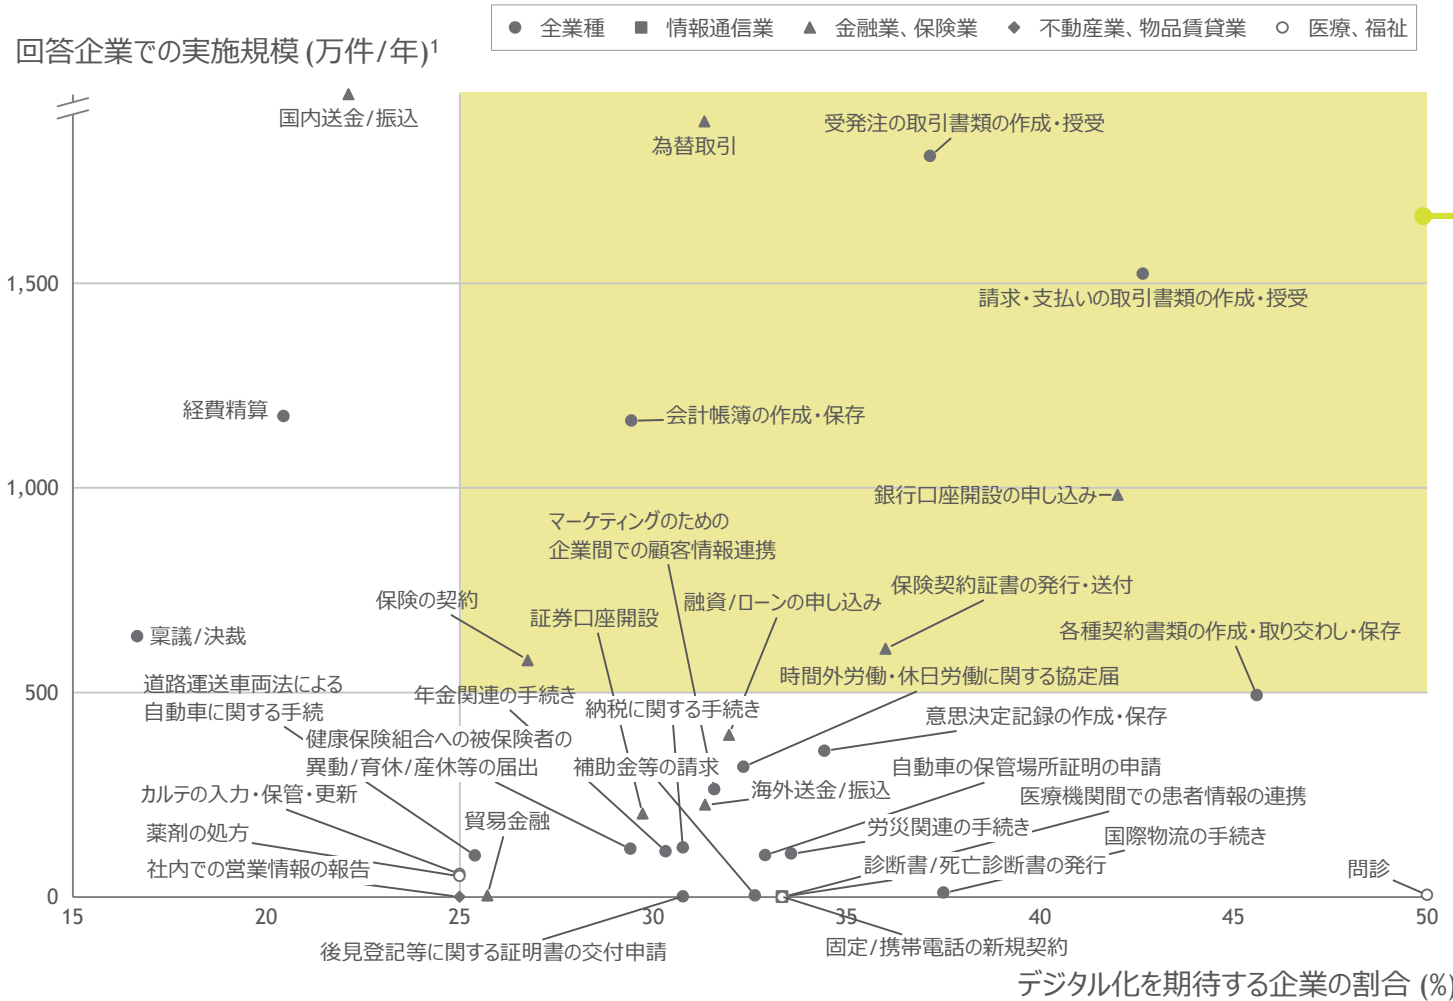 ● 全業種 ■ 情報通信業 ▲ 金融業、保険業 ◆ 不動産業、物品賃貸業 ○ 医療、福祉
回答企業での実施規模 (万件/年)¹
国内送金/振込
為替取引
受発注の取引書類の作成・授受
1,500
請求・支払いの取引書類の作成・授受
経費精算
会計帳簿の作成・保存
1,000
銀行口座開設の申し込み
マーケティングのための
企業間での顧客情報連携
保険の契約
証券口座開設
融資/ローンの申し込み
保険契約証書の発行・送付
稟議/決裁
各種契約書類の作成・取り交わし・保存
500
道路運送車両法による
自動車に関する手続
年金関連の手続き
納税に関する手続き
時間外労働・休日労働に関する協定届
意思決定記録の作成・保存
健康保険組合への被保険者の
異動/育休/産休等の届出
補助金等の請求
自動車の保管場所証明の申請
カルテの入力・保管・更新
海外送金/振込
医療機関間での患者情報の連携
薬剤の処方
貿易金融
労災関連の手続き
国際物流の手続き
社内での営業情報の報告
診断書/死亡診断書の発行
問診
0
15 20 25 30 35 40 45 50
後見登記等に関する証明書の交付申請
固定/携帯電話の新規契約
デジタル化を期待する企業の割合 (%)